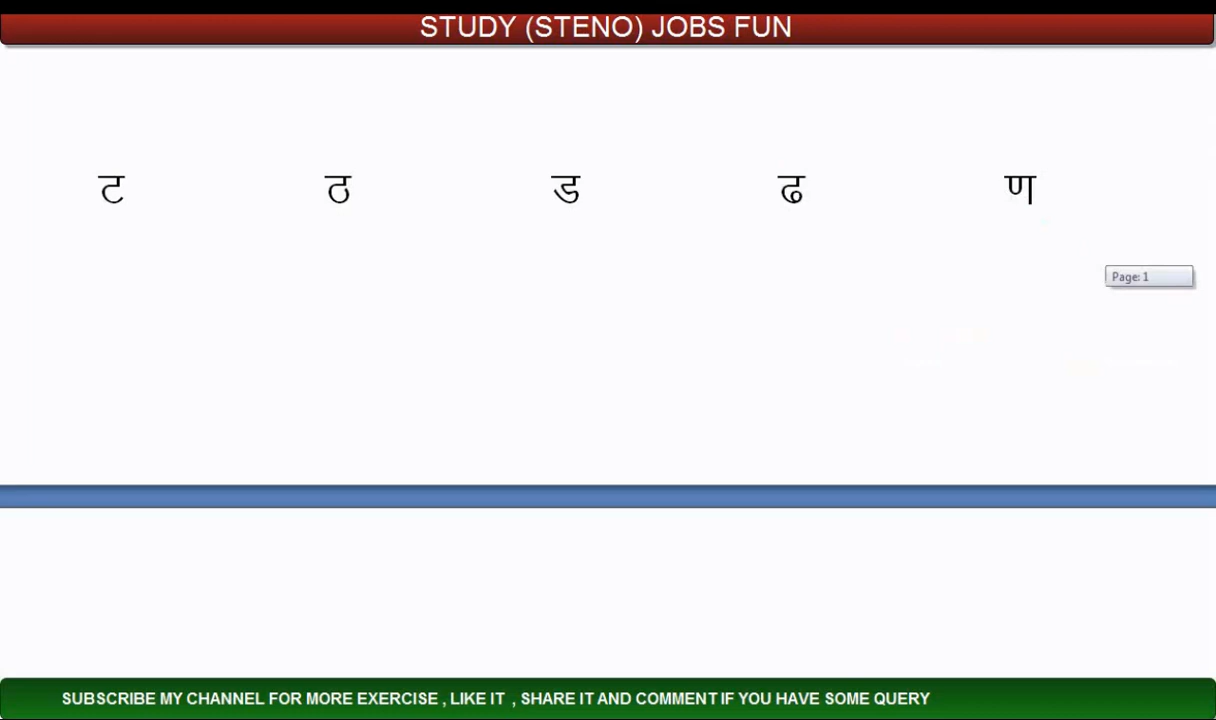 STUDY (STENO) JOBS FUN
ट ठ ड ढ ण
Page: 1
SUBSCRIBE MY CHANNEL FOR MORE EXERCISE , LIKE IT , SHARE IT AND COMMENT IF YOU HAVE SOME QUERY